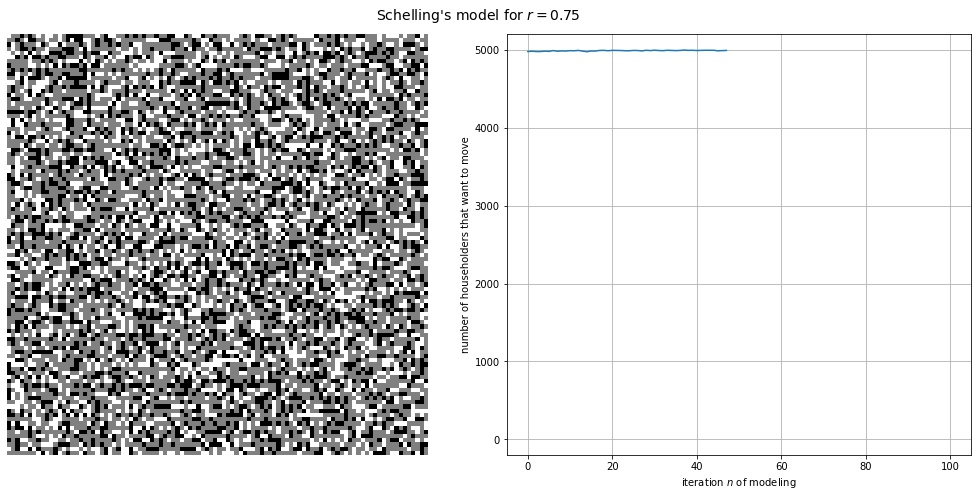 Schelling's model for r = 0.75
number of householders that want to move
5000
4000
3000
2000
1000
0
0 20 40 60 80 100
iteration n of modeling